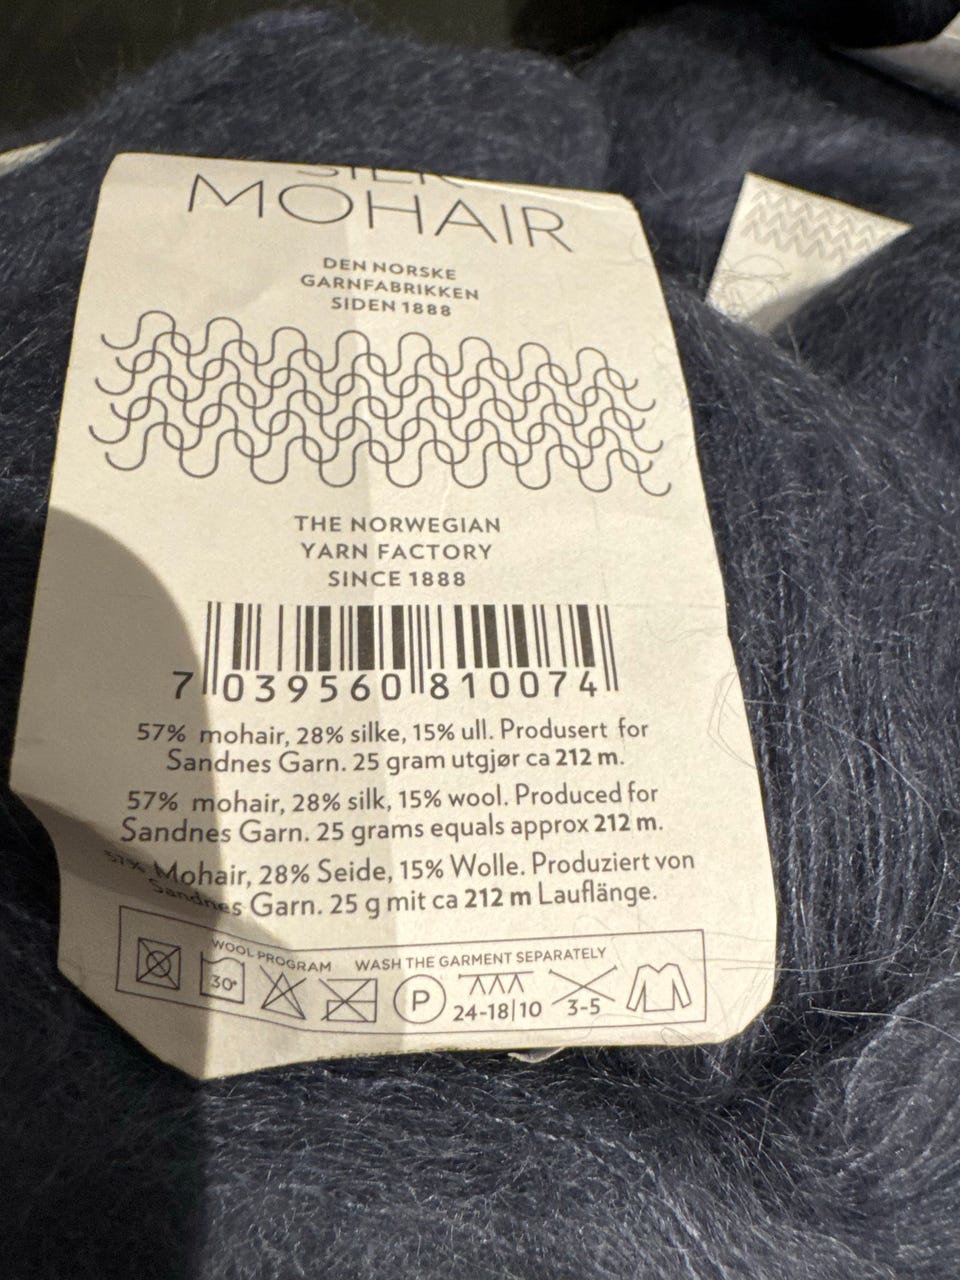 SILK
MOHAIR
DEN NORSKE
GARNFABRIKKEN
SIDEN 1888
THE NORWEGIAN
YARN FACTORY
SINCE 1888
7 039560 810074
57% mohair, 28% silke, 15% ull. Produsert for
Sandnes Garn. 25 gram utgjør ca 212 m.
57% mohair, 28% silk, 15% wool. Produced for
Sandnes Garn. 25 grams equals approx 212 m.
57% Mohair, 28% Seide, 15% Wolle. Produziert von
Sandnes Garn. 25 g mit ca 212 m Lauflänge.
WOOL PROGRAM WASH THE GARMENT SEPARATELY
30° P 24-18|10 3-5